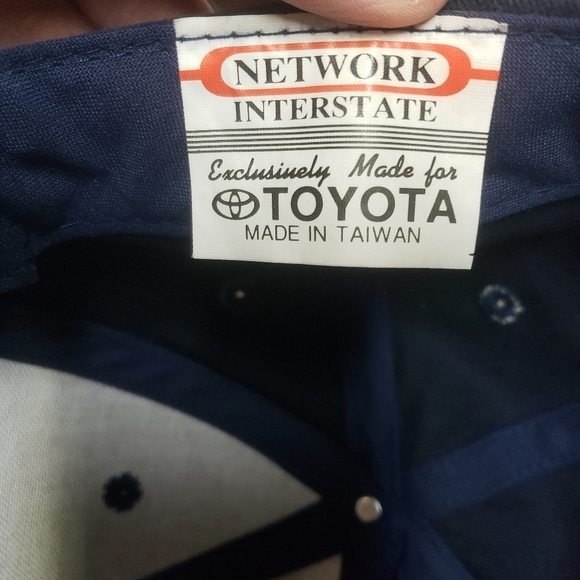 NETWORK
INTERSTATE
Exclusively Made for
TOYOTA
MADE IN TAIWAN